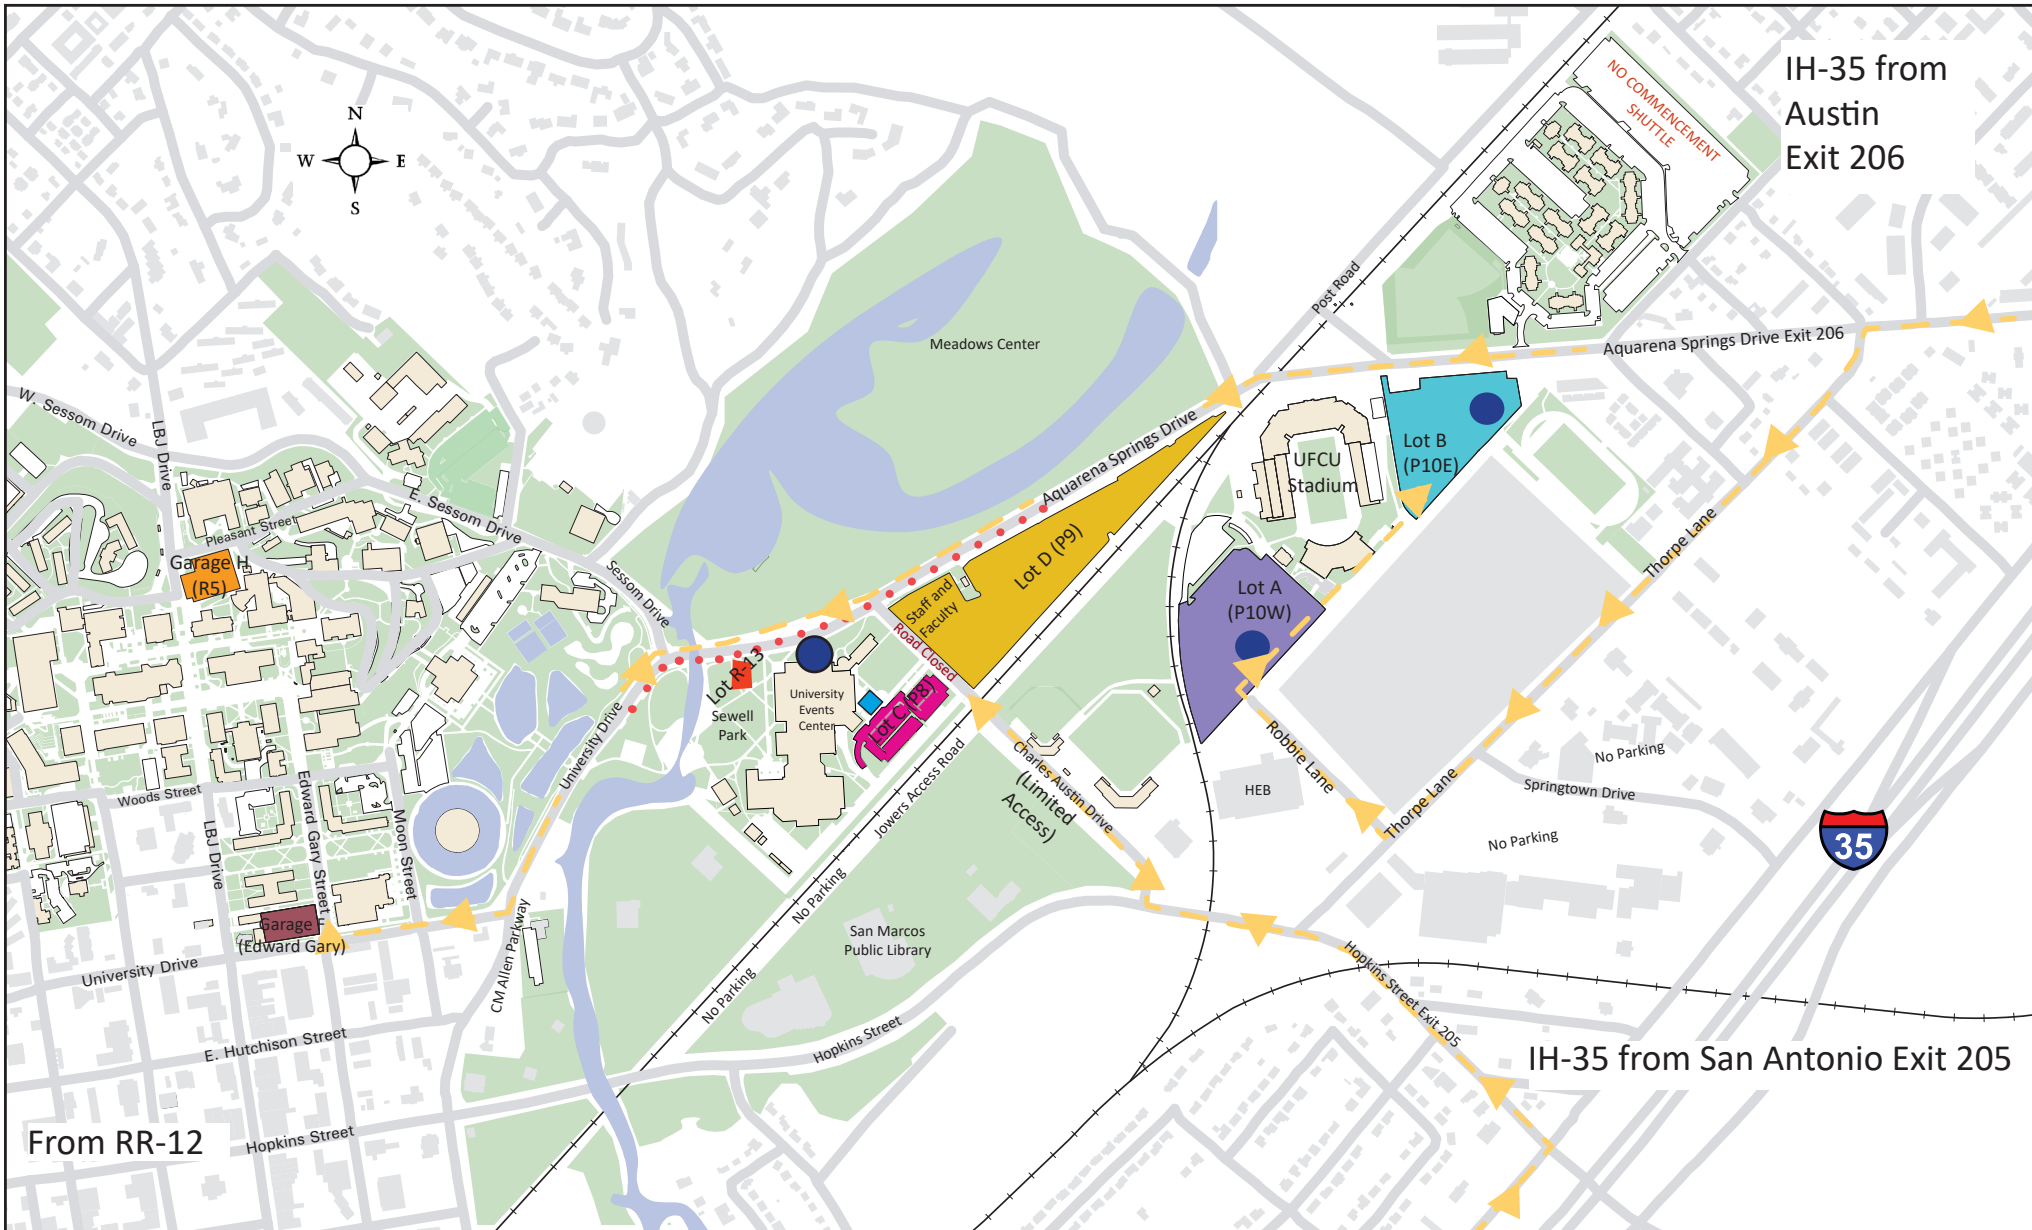 IH-35 from
Austin
Exit 206
NO COMMENCEMENT
SHUTTLE
N
W
E
S
Post Road
Meadows Center
Aquarena Springs Drive Exit 206
W. Sessom Drive
LBJ Drive
Aquarena Springs Drive
Lot B
(P10E)
UFCU
Stadium
E. Sessom Drive
Pleasant Street
Garage H
(R5)
Thorpe Lane
Lot D (P9)
Sessom Drive
Staff and
Faculty
Lot A
(P10W)
Road Closed
Lot R-13
University
Events
Center
Sewell
Park
Lot C (P8)
University Drive
Robbie Lane
No Parking
Springtown Drive
HEB
Jowers Access Road
Charles Austin Drive
(Limited
Access)
Thorpe Lane
No Parking
35
Woods Street
LBJ Drive
Edward Gary Street
Moon Street
No Parking
Garage F
(Edward Gary)
University Drive
CM Allen Parkway
San Marcos
Public Library
No Parking
Hopkins Street Exit 205
E. Hutchison Street
Hopkins Street
IH-35 from San Antonio Exit 205
From RR-12
Hopkins Street